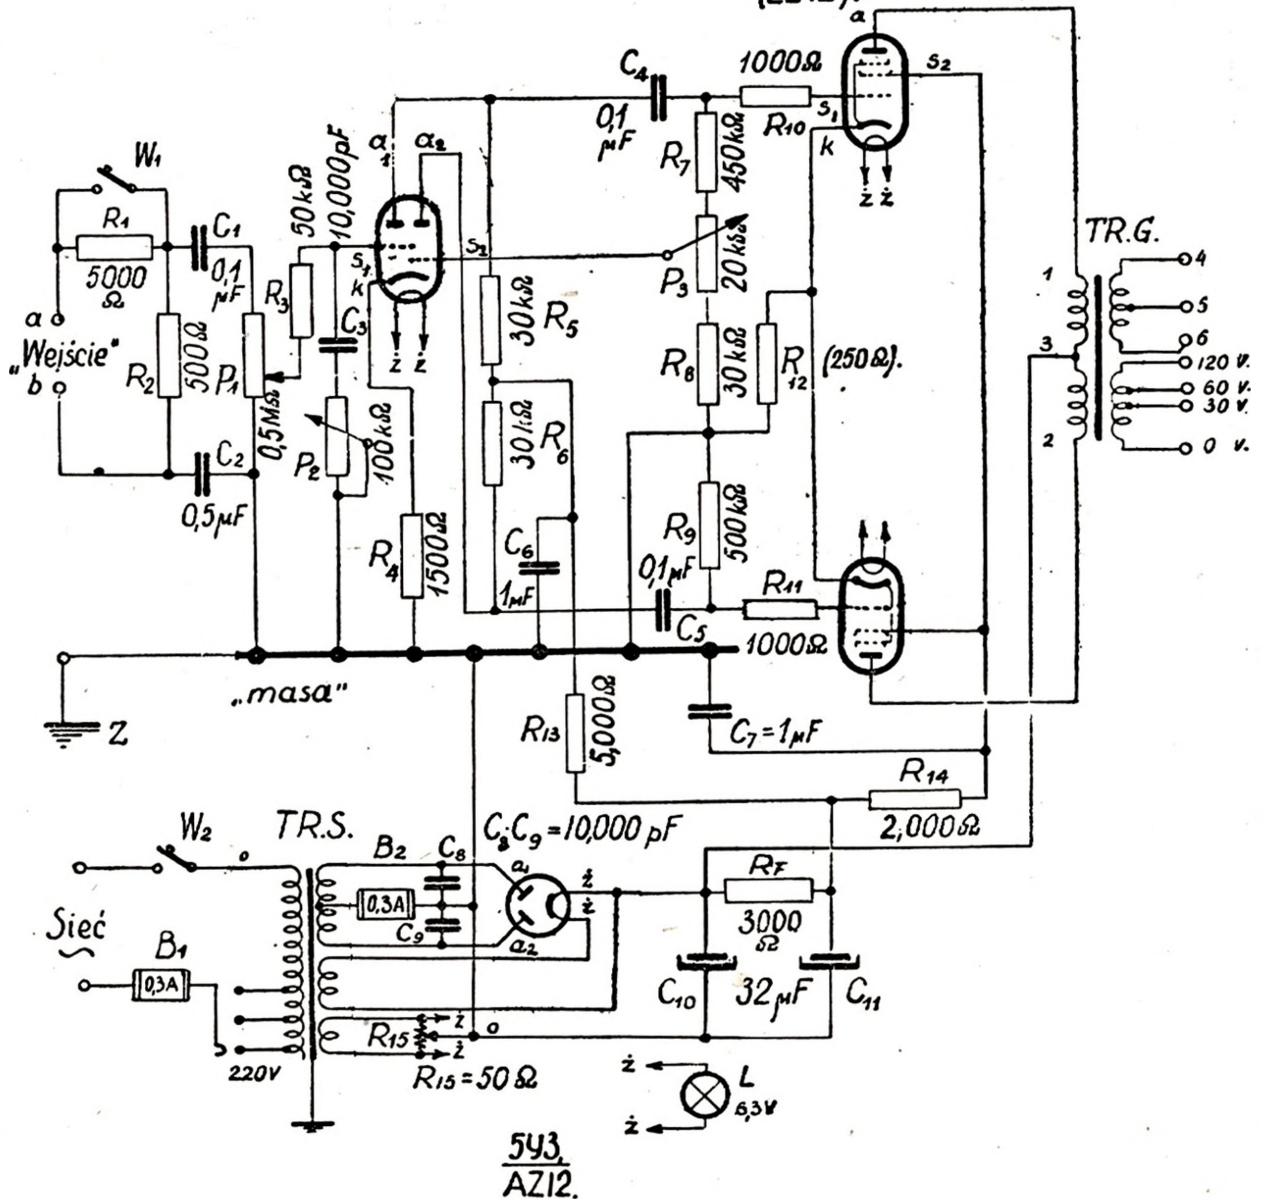 a
1000Ω
S2
C4
0,1
μF
S1
R10
k
ż ż
R7
450kΩ
W1
a1
a2
50kΩ
10,000pF
R1
5000
Ω
C1
0,1
μF
R3
S1
k
S2
P3
20kΩ
TR.G.
4
1
5
a
„Wejście"
b
R2
500Ω
P1
0,5MΩ
C3
ż ż
30kΩ
R5
R8
30kΩ
R12
(250Ω).
3
6
120 V.
60 V.
30 V.
2
0 V.
C2
0,5μF
P2
100kΩ
30kΩ
R6
R4
1500Ω
C6
1μF
R9
500kΩ
0,1μF
C5
R11
1000Ω
„masa"
Z
R13
5,000Ω
C7=1μF
R14
2,000Ω
W2
TR.S.
o
B2
C8
C8:C9=10,000pF
a1
ż
ż
0,3A
C9
a2
R7
3000
Ω
Sieć
~
B1
0,3A
C10
32μF
C11
R15
ż
o
ż
220V
R15=50Ω
ż
L
6,3V
ż
5Y3
AZ12.